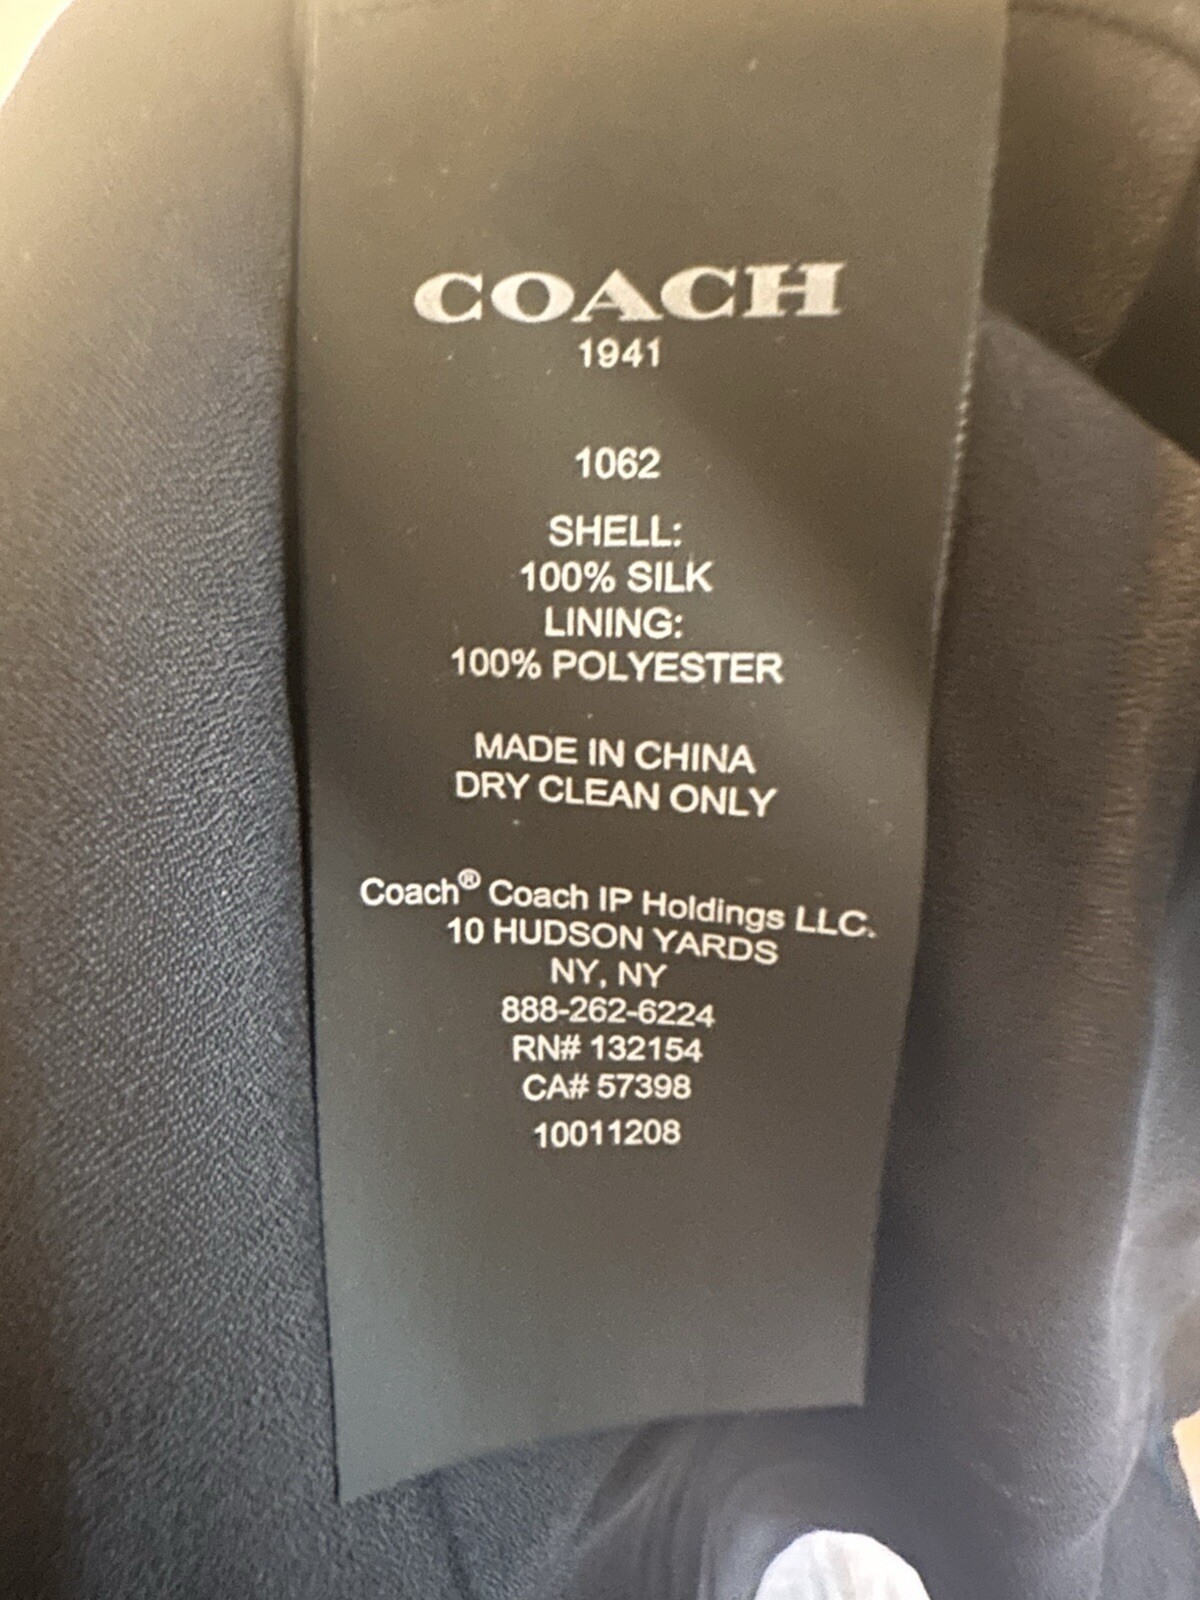 COACH
1941
1062
SHELL:
100% SILK
LINING:
100% POLYESTER
MADE IN CHINA
DRY CLEAN ONLY
Coach® Coach IP Holdings LLC.
10 HUDSON YARDS
NY, NY
888-262-6224
RN# 132154
CA# 57398
10011208